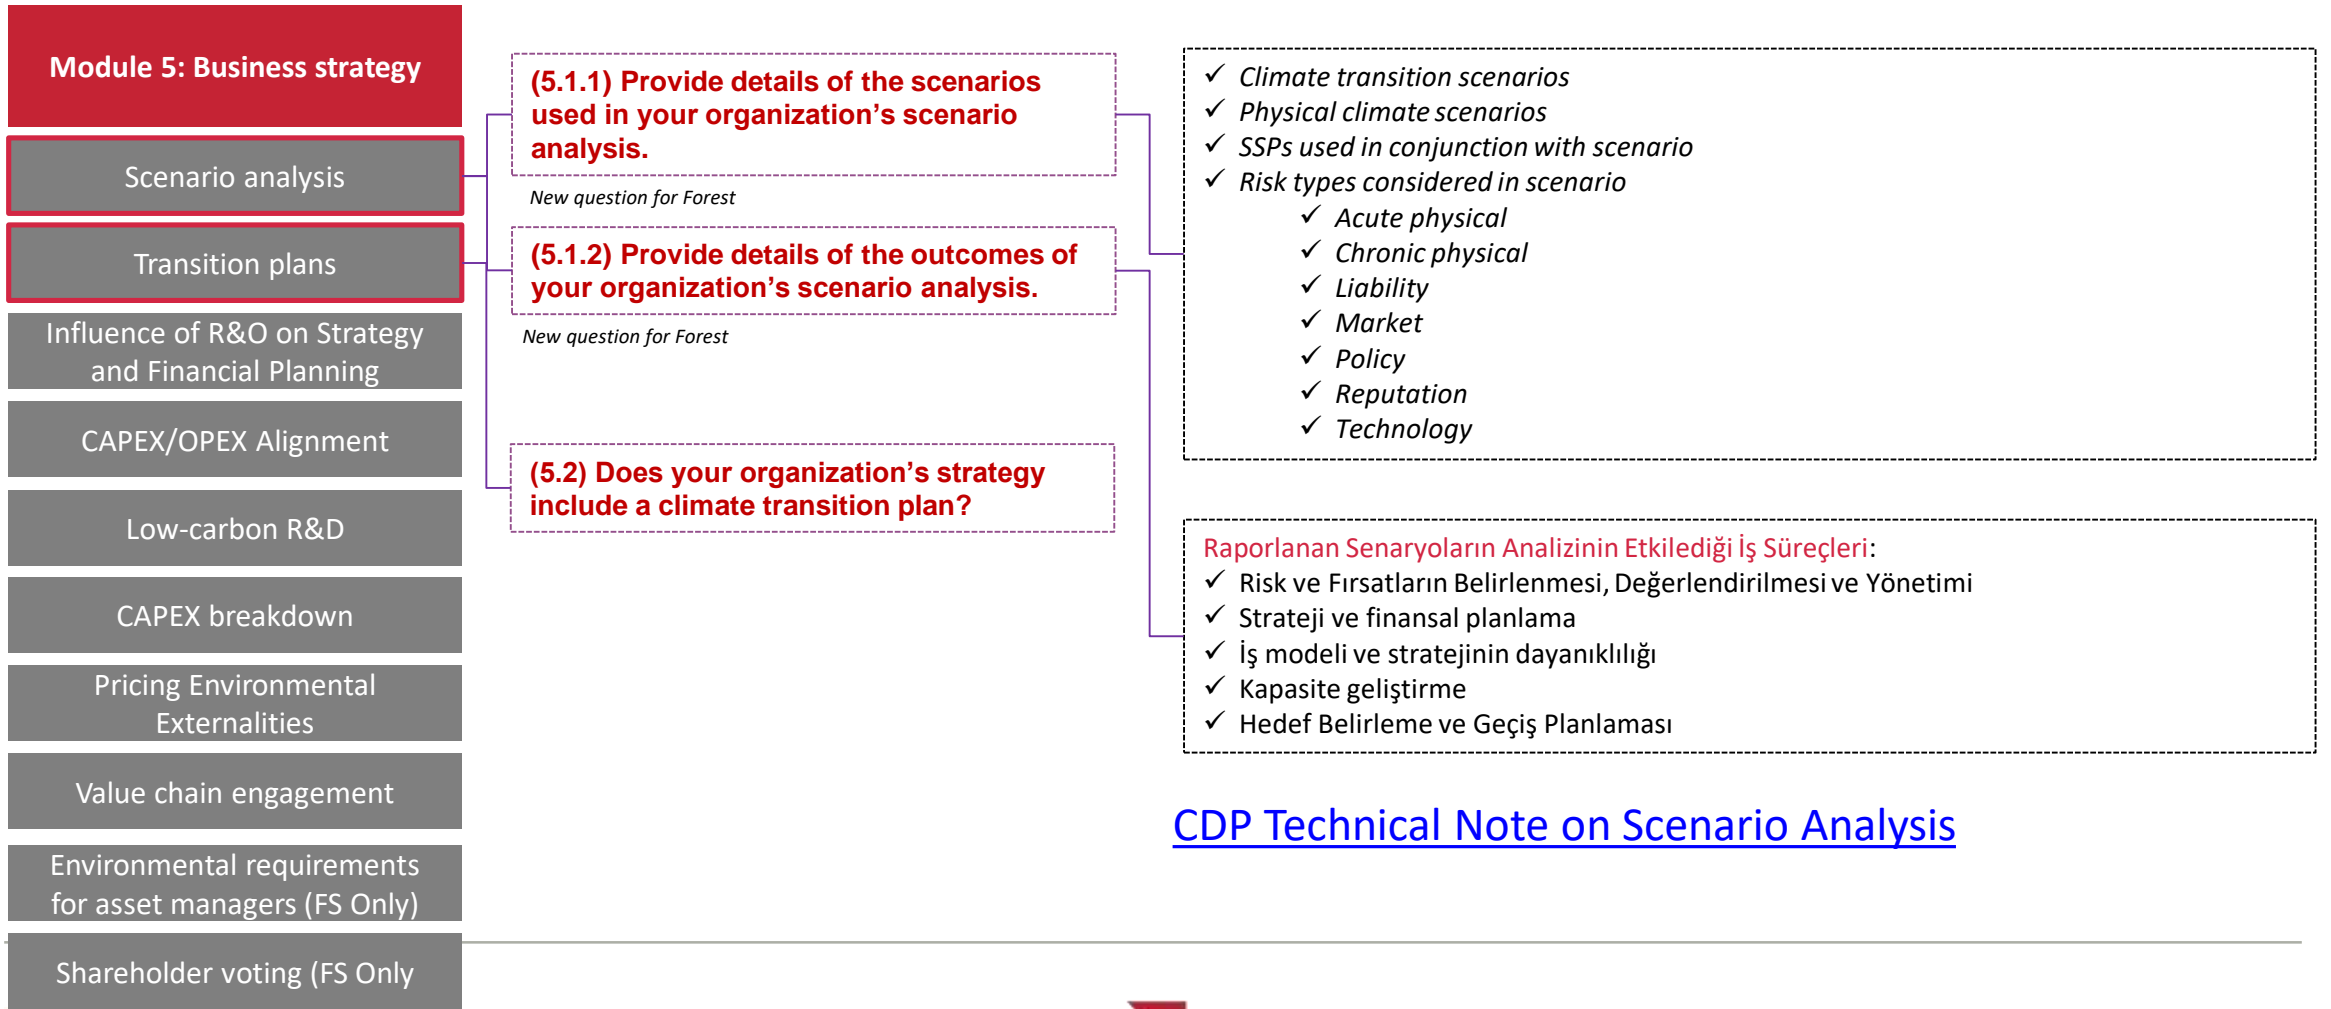 Module 5: Business strategy
Scenario analysis
Transition plans
Influence of R&O on Strategy
and Financial Planning
CAPEX/OPEX Alignment
Low-carbon R&D
CAPEX breakdown
Pricing Environmental
Externalities
Value chain engagement
Environmental requirements
for asset managers (FS Only)
Shareholder voting (FS Only
(5.1.1) Provide details of the scenarios
used in your organization’s scenario
analysis.
New question for Forest
(5.1.2) Provide details of the outcomes of
your organization’s scenario analysis.
New question for Forest
(5.2) Does your organization’s strategy
include a climate transition plan?
✓ Climate transition scenarios
✓ Physical climate scenarios
✓ SSPs used in conjunction with scenario
✓ Risk types considered in scenario
✓ Acute physical
✓ Chronic physical
✓ Liability
✓ Market
✓ Policy
✓ Reputation
✓ Technology
Raporlanan Senaryoların Analizinin Etkilediği İş Süreçleri:
✓ Risk ve Fırsatların Belirlenmesi, Değerlendirilmesi ve Yönetimi
✓ Strateji ve finansal planlama
✓ İş modeli ve stratejinin dayanıklılığı
✓ Kapasite geliştirme
✓ Hedef Belirleme ve Geçiş Planlaması
CDP Technical Note on Scenario Analysis